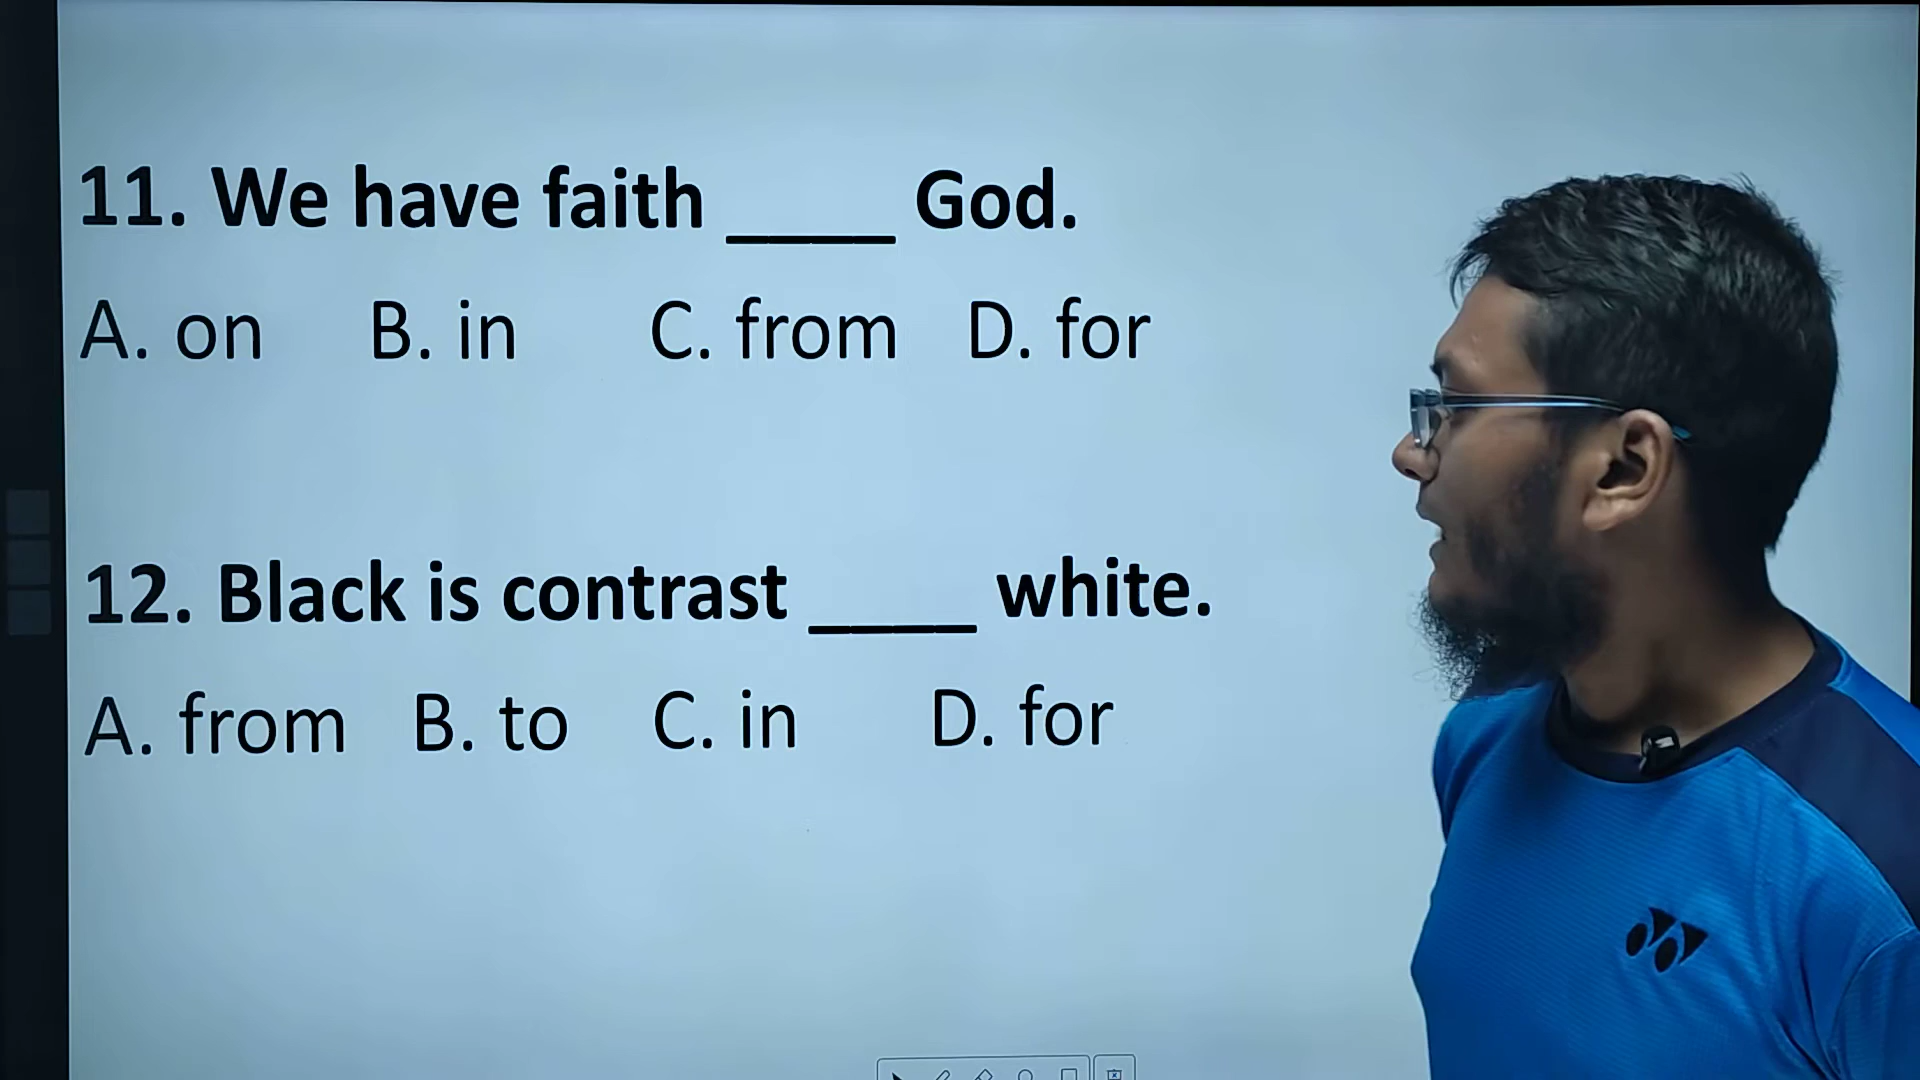 11. We have faith ____ God.
A. on B. in C. from D. for
12. Black is contrast ____ white.
A. from B. to C. in D. for